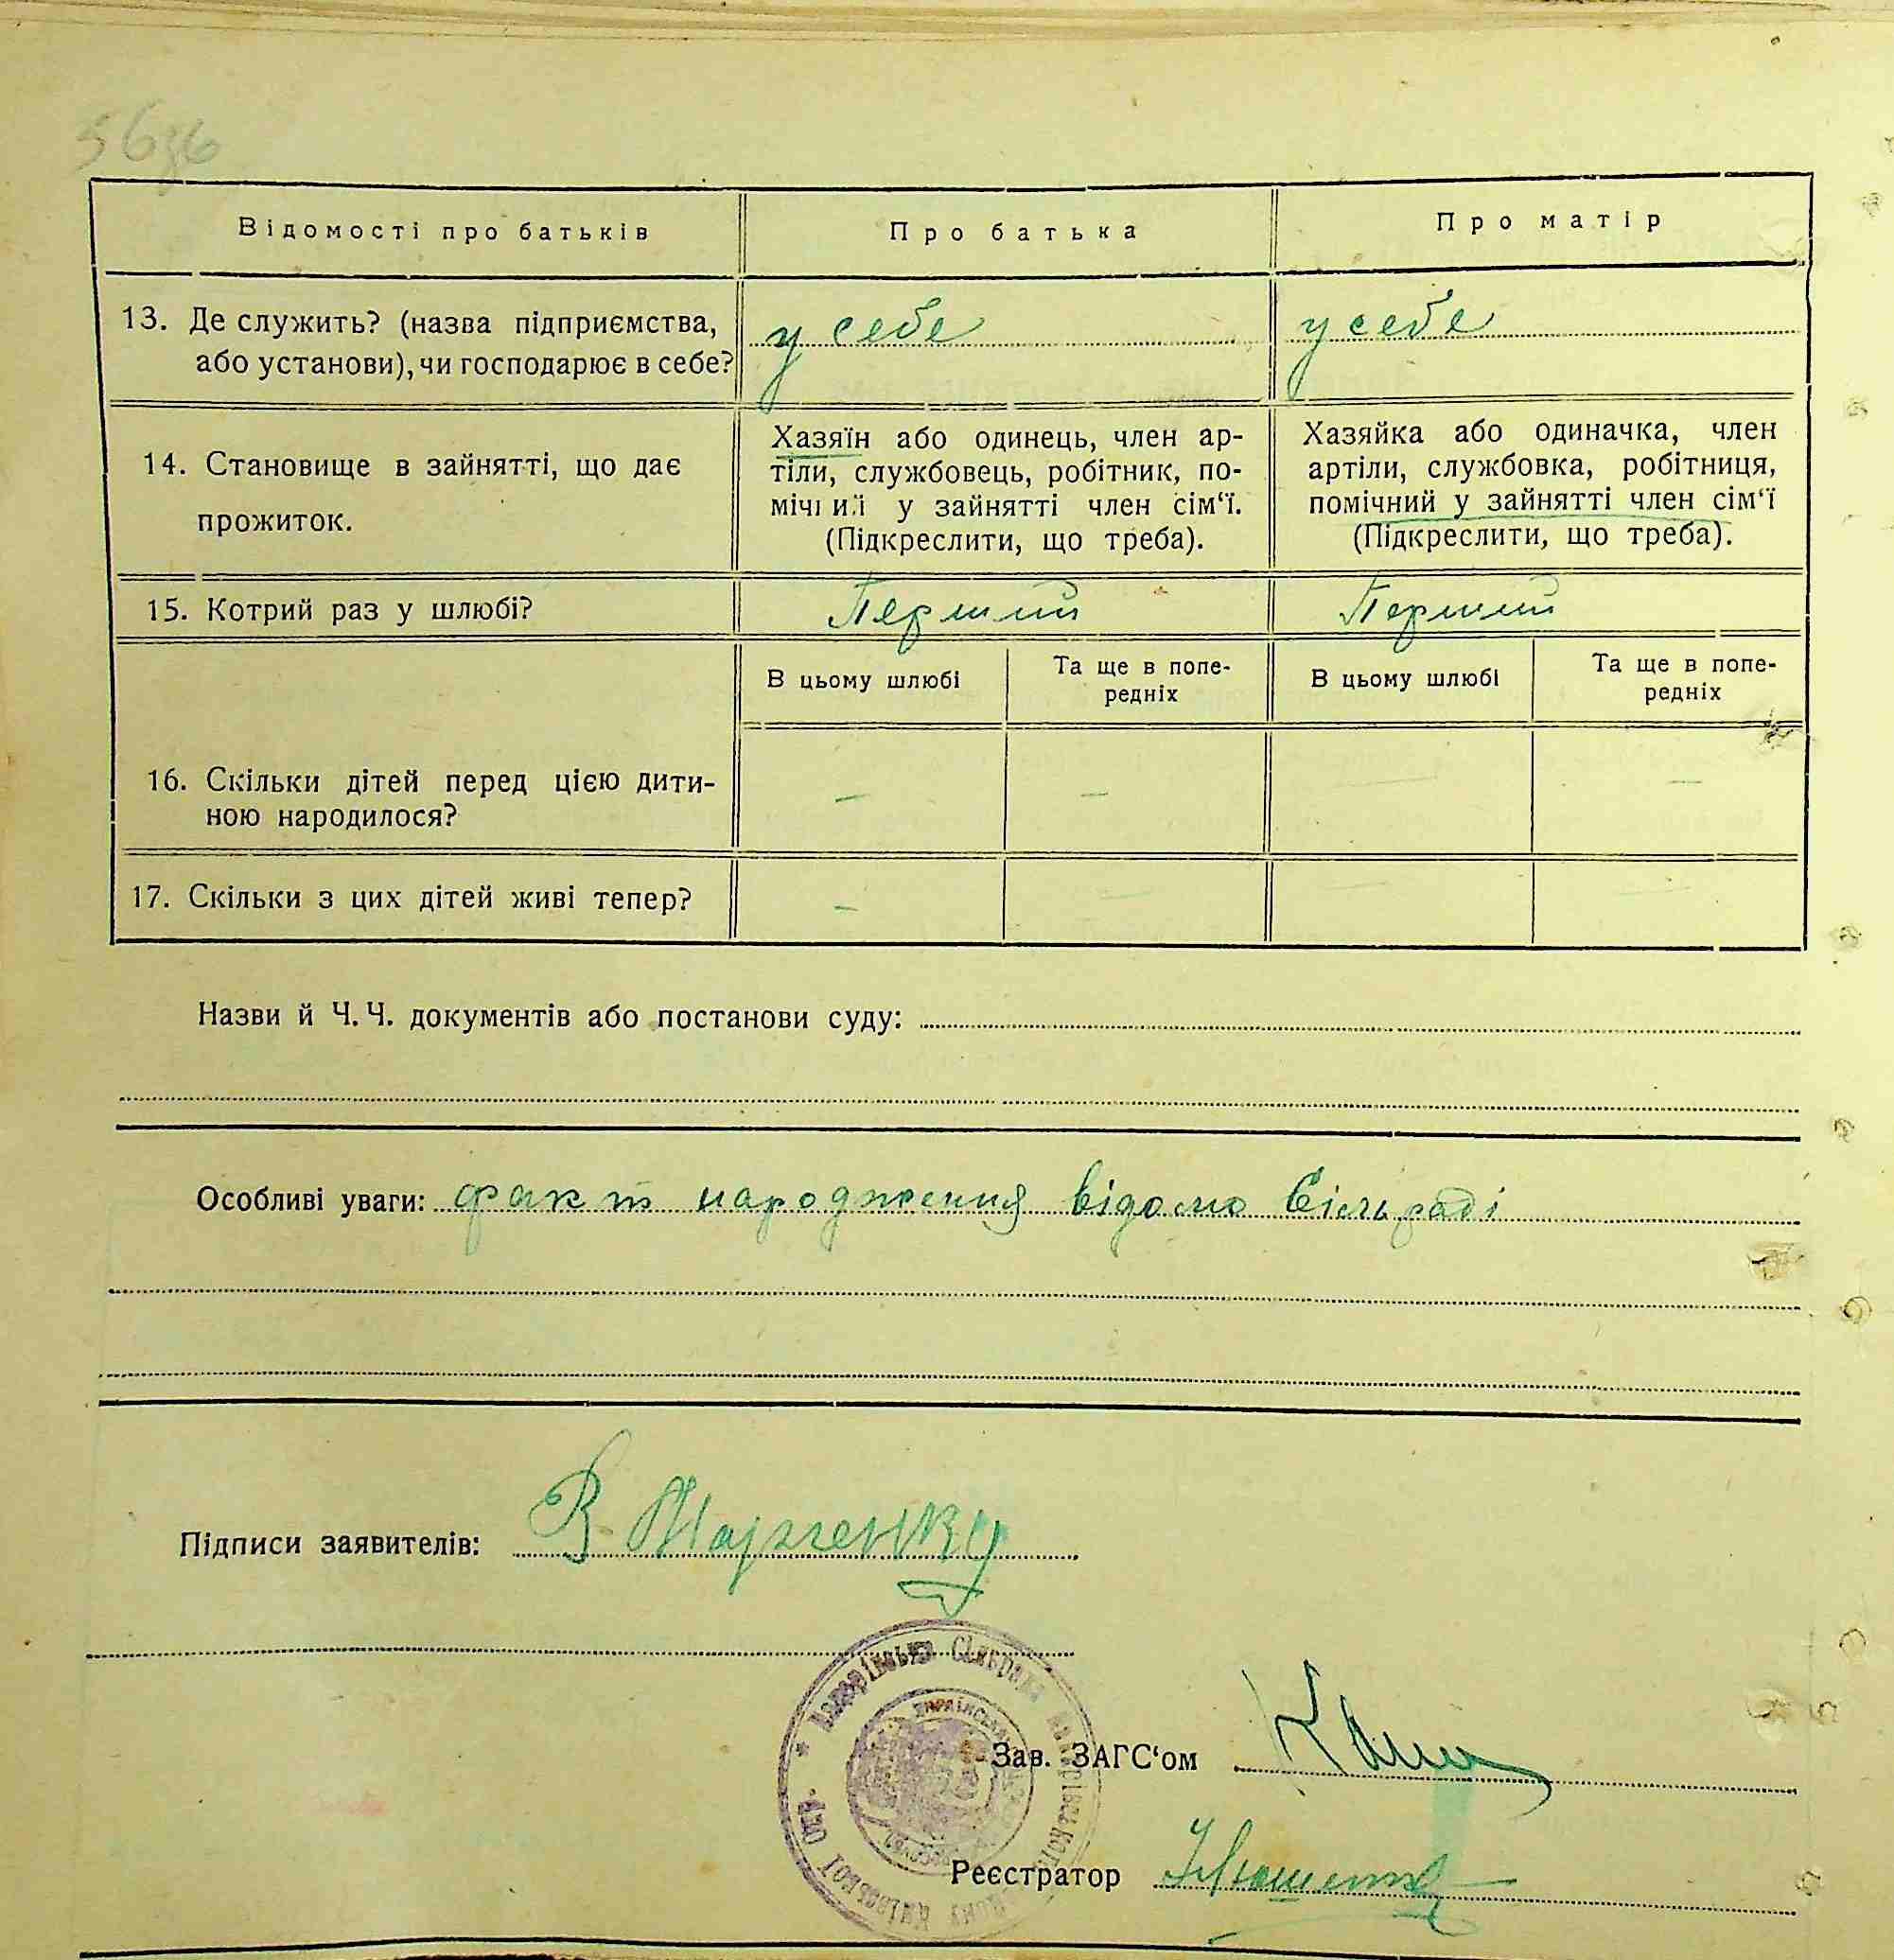 56зв
Відомості про батьків
Про батька
Про матір
13. Де служить? (назва підприємства, або установи), чи господарює в себе?
у себе
у себе
14. Становище в зайнятті, що дає прожиток.
Хазяїн або одинець, член ар-
тіли, службовець, робітник, по-
мічний у зайнятті член сім‘ї.
(Підкреслити, що треба).
Хазяйка або одиначка, член
артіли, службовка, робітниця,
помічний у зайнятті член сім‘ї
(Підкреслити, що треба).
15. Котрий раз у шлюбі?
Перший
Перший
В цьому шлюбі
Та ще в попе-
редніх
В цьому шлюбі
Та ще в попе-
редніх
16. Скільки дітей перед цією дити-
ною народилося?
—
—
—
—
17. Скільки з цих дітей живі тепер?
—
—
—
—
Назви й Ч. Ч. документів або постанови суду:
Особливі уваги: факт народження відомо Сільраді
Підписи заявителів: В Марченко
Зав. ЗАГС‘ом
Реєстратор